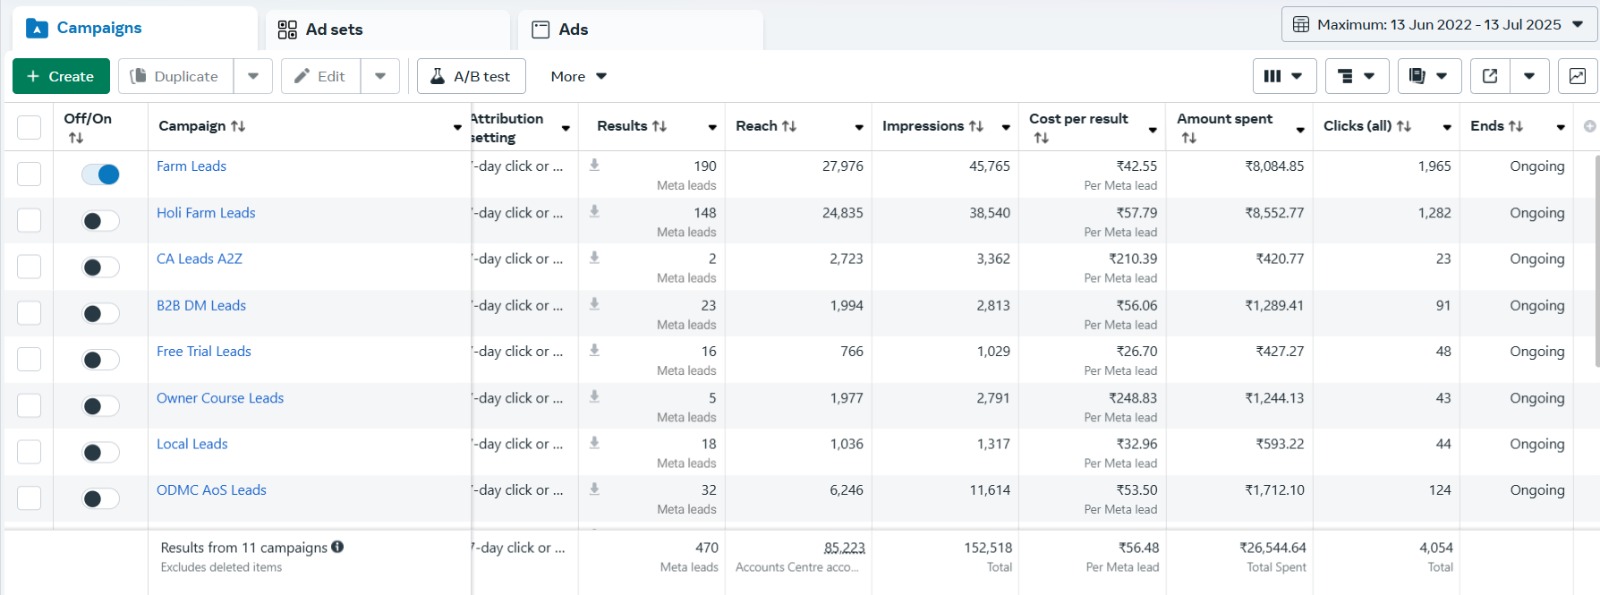 Campaigns Ad sets Ads Maximum: 13 Jun 2022 - 13 Jul 2025
+ Create Duplicate Edit A/B test More
Off/On Campaign Attribution setting Results Reach Impressions Cost per result Amount spent Clicks (all) Ends
Farm Leads 7-day click or ... 190 27,976 45,765 ₹42.55 ₹8,084.85 1,965 Ongoing
Meta leads Per Meta lead
Holi Farm Leads 7-day click or ... 148 24,835 38,540 ₹57.79 ₹8,552.77 1,282 Ongoing
Meta leads Per Meta lead
CA Leads A2Z 7-day click or ... 2 2,723 3,362 ₹210.39 ₹420.77 23 Ongoing
Meta leads Per Meta lead
B2B DM Leads 7-day click or ... 23 1,994 2,813 ₹56.06 ₹1,289.41 91 Ongoing
Meta leads Per Meta lead
Free Trial Leads 7-day click or ... 16 766 1,029 ₹26.70 ₹427.27 48 Ongoing
Meta leads Per Meta lead
Owner Course Leads 7-day click or ... 5 1,977 2,791 ₹248.83 ₹1,244.13 43 Ongoing
Meta leads Per Meta lead
Local Leads 7-day click or ... 18 1,036 1,317 ₹32.96 ₹593.22 44 Ongoing
Meta leads Per Meta lead
ODMC AoS Leads 7-day click or ... 32 6,246 11,614 ₹53.50 ₹1,712.10 124 Ongoing
Meta leads Per Meta lead
Results from 11 campaigns 7-day click or ... 470 85,223 152,518 ₹56.48 ₹26,544.64 4,054
Excludes deleted items Meta leads Accounts Centre acco... Total Per Meta lead Total Spent Total